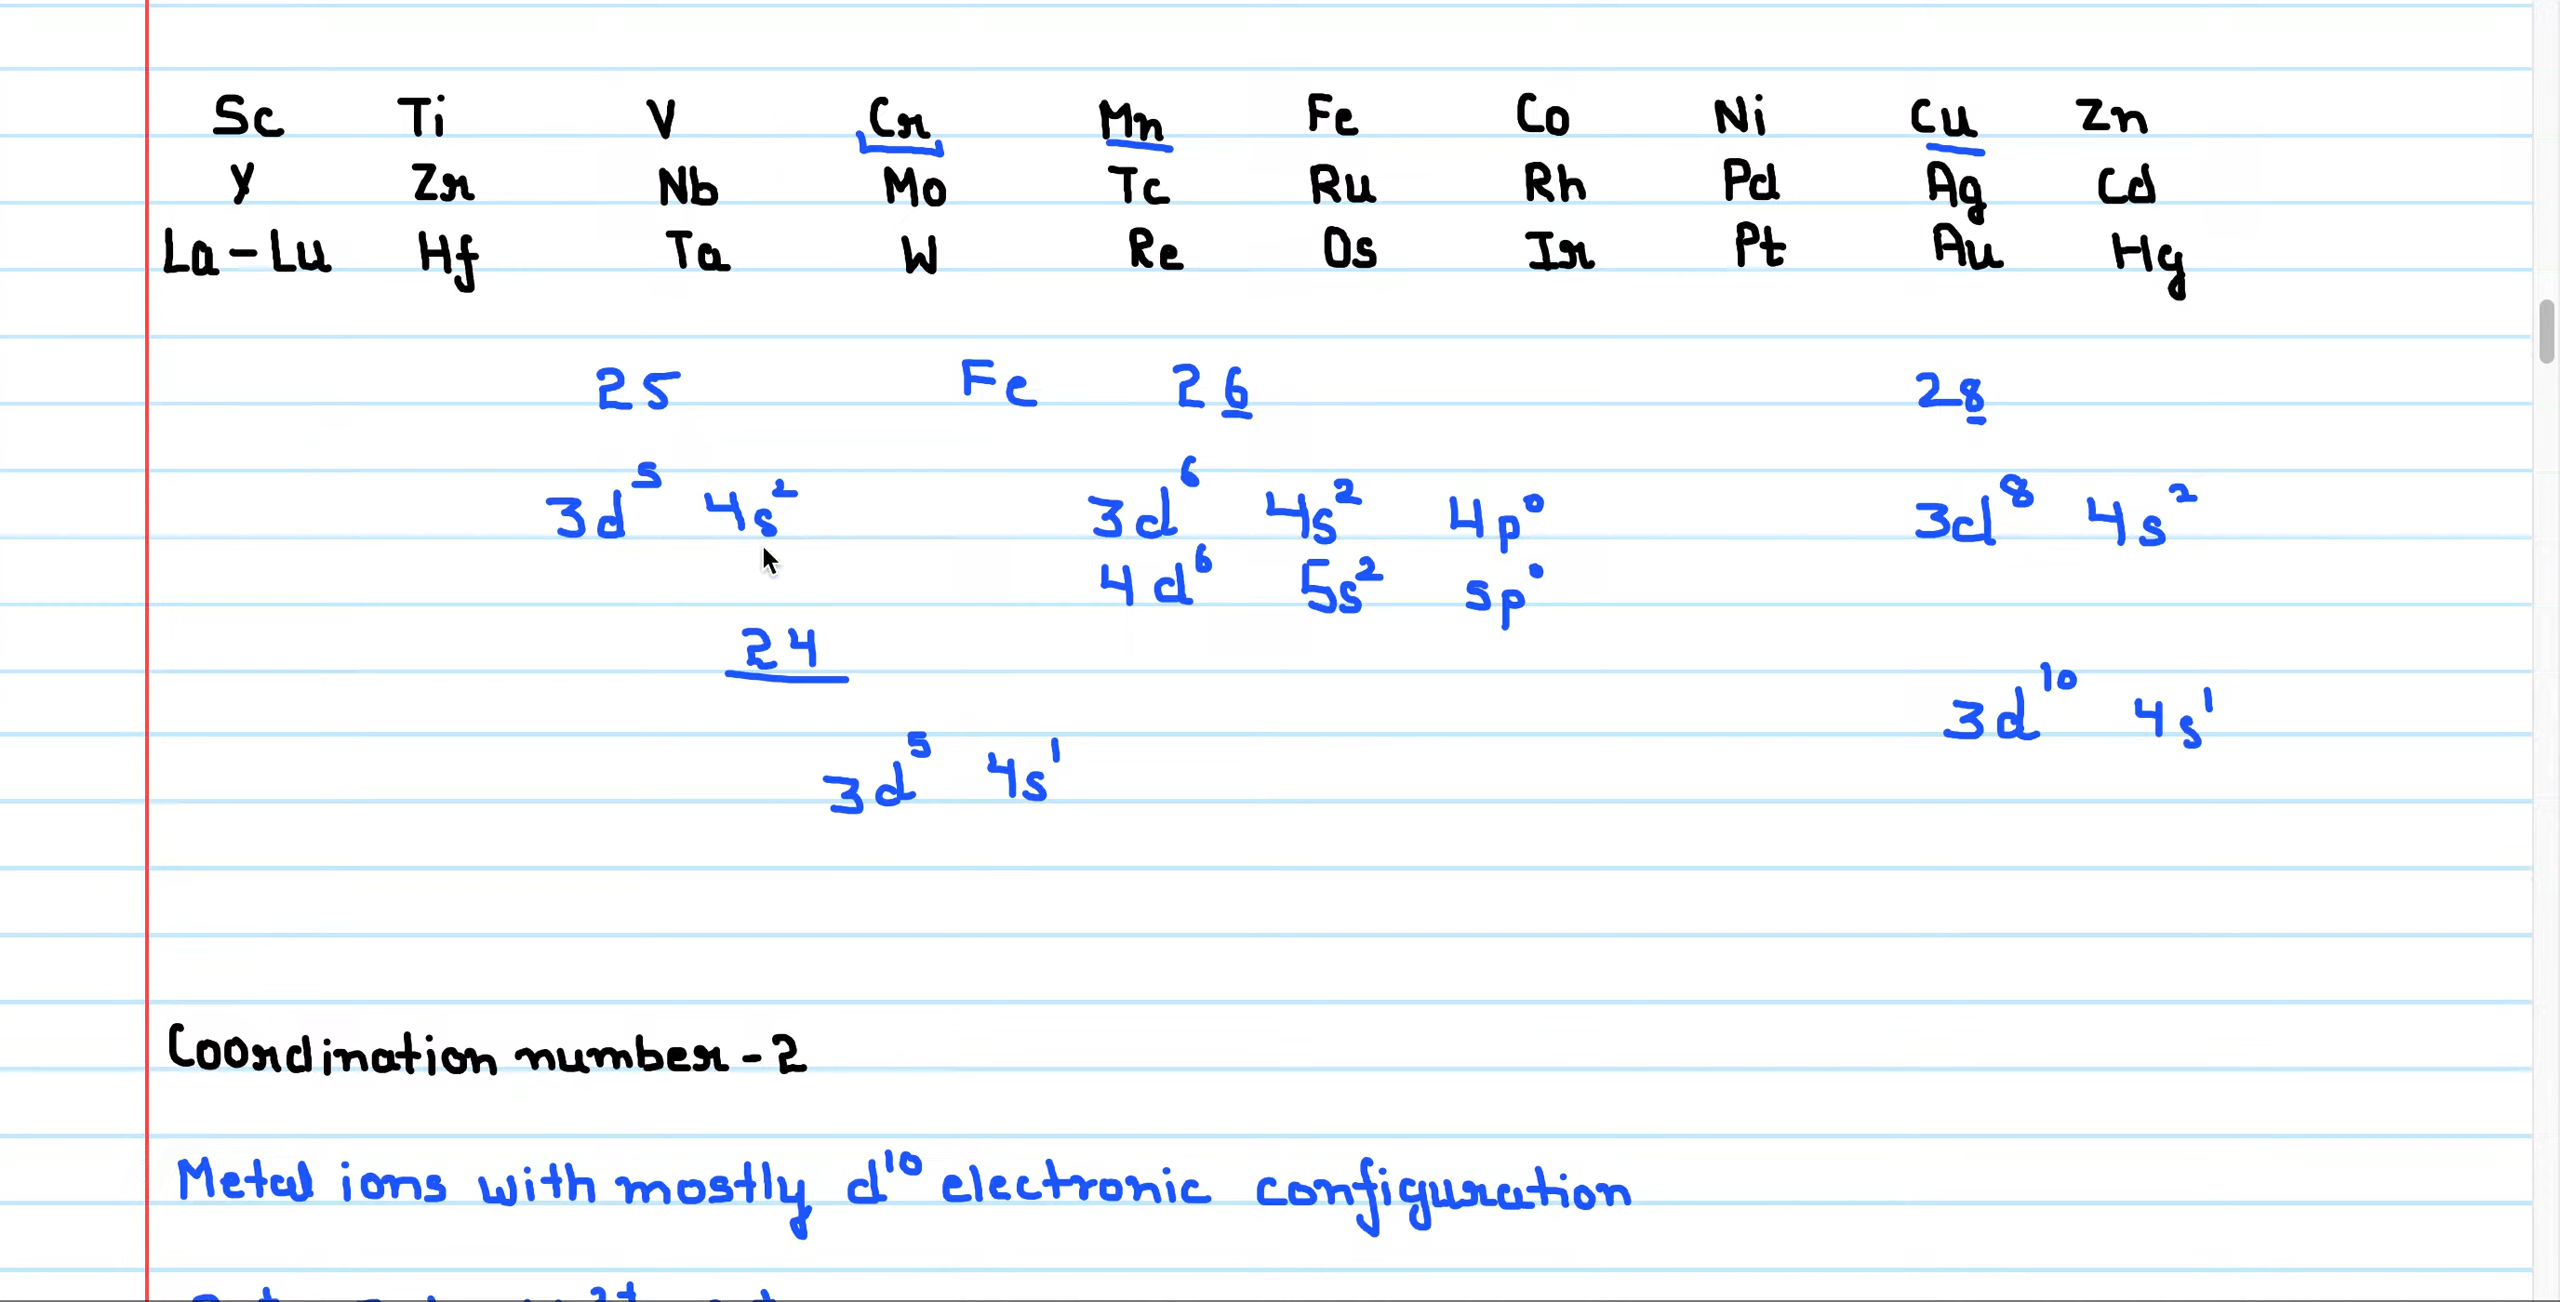 Sc Ti V Cr Mn Fe Co Ni Cu Zn
Y Zr Nb Mo Tc Ru Rh Pd Ag Cd
La-Lu Hf Ta W Re Os Ir Pt Au Hg
25 Fe 26 28
3d⁵ 4s² 3d⁶ 4s² 4p⁰ 3d⁸ 4s²
4d⁶ 5s² 5p⁰
24
3d¹⁰ 4s¹
3d⁵ 4s¹
Coordination number-2
Metal ions with mostly d¹⁰ electronic configuration